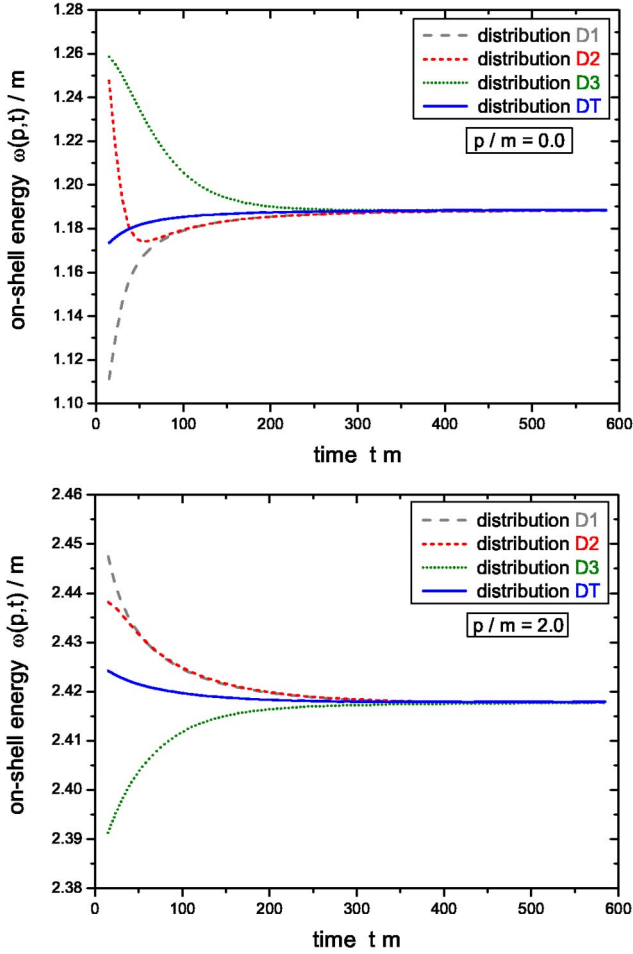 on-shell energy ω(p,t) / m
1.28
1.26
1.24
1.22
1.20
1.18
1.16
1.14
1.12
1.10
distribution D1
distribution D2
distribution D3
distribution DT
p / m = 0.0
0 100 200 300 400 500 600
time t m
on-shell energy ω(p,t) / m
2.46
2.45
2.44
2.43
2.42
2.41
2.40
2.39
2.38
distribution D1
distribution D2
distribution D3
distribution DT
p / m = 2.0
0 100 200 300 400 500 600
time t m